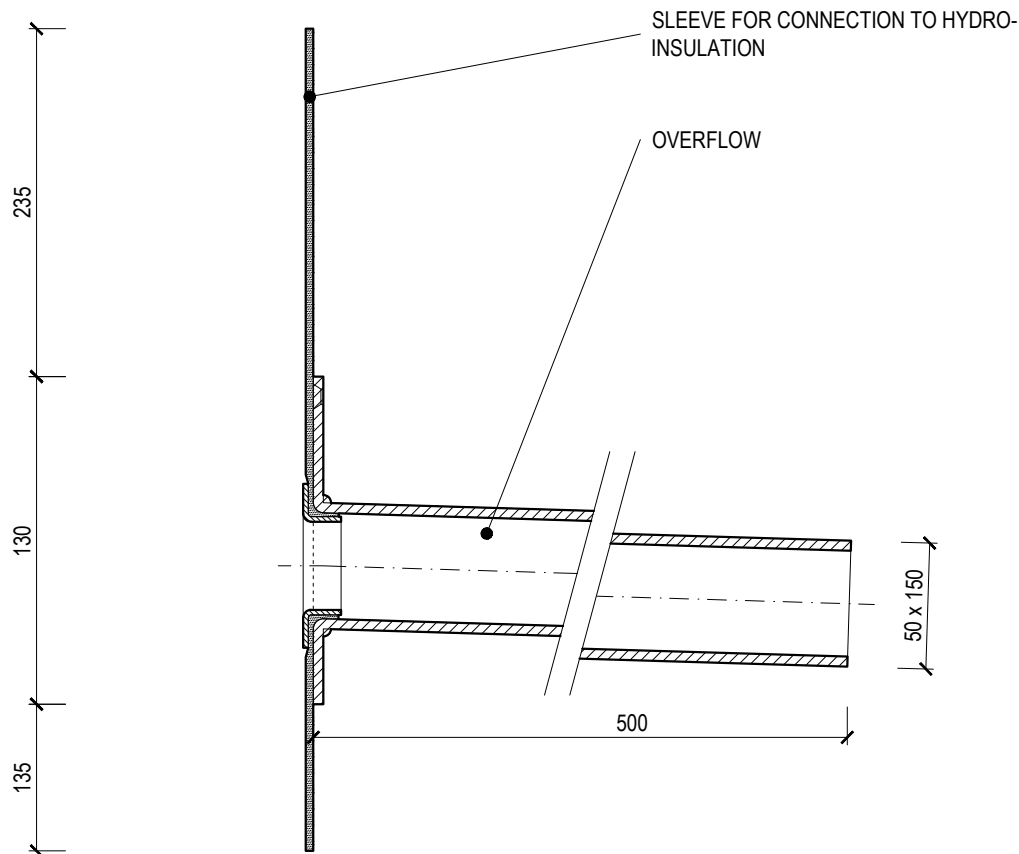 SLEEVE FOR CONNECTION TO HYDRO-
INSULATION
OVERFLOW
235
130
50 x 150
500
135